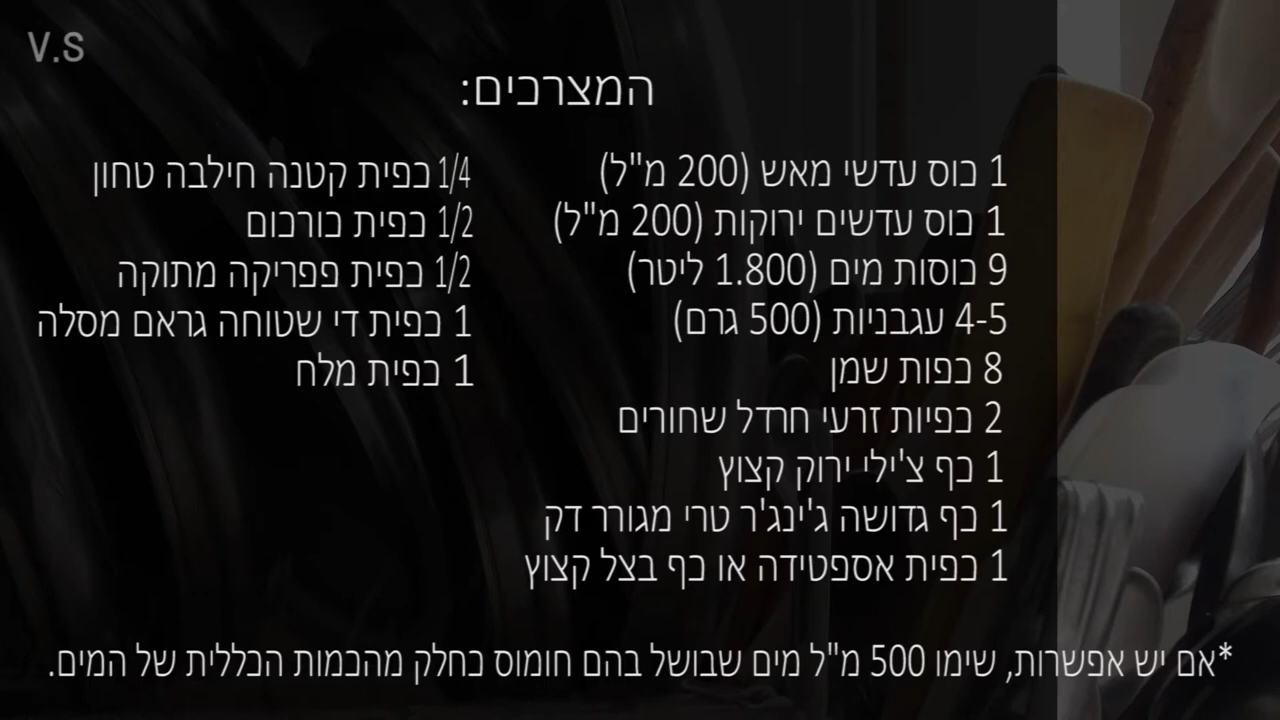 V.S
המצרכים:
1 כוס עדשי מאש (200 מ"ל)
1 כוס עדשים ירוקות (200 מ"ל)
9 כוסות מים (1.800 ליטר)
4-5 עגבניות (500 גרם)
8 כפות שמן
2 כפיות זרעי חרדל שחורים
1 כף צ'ילי ירוק קצוץ
1 כף גדושה ג'ינג'ר טרי מגורר דק
1 כפית אספטידה או כף בצל קצוץ
1/4 כפית קטנה חילבה טחון
1/2 כפית כורכום
1/2 כפית פפריקה מתוקה
1 כפית די שטוחה גראם מסלה
1 כפית מלח
*אם יש אפשרות, שימו 500 מ"ל מים שבושל בהם חומוס כחלק מהכמות הכללית של המים.